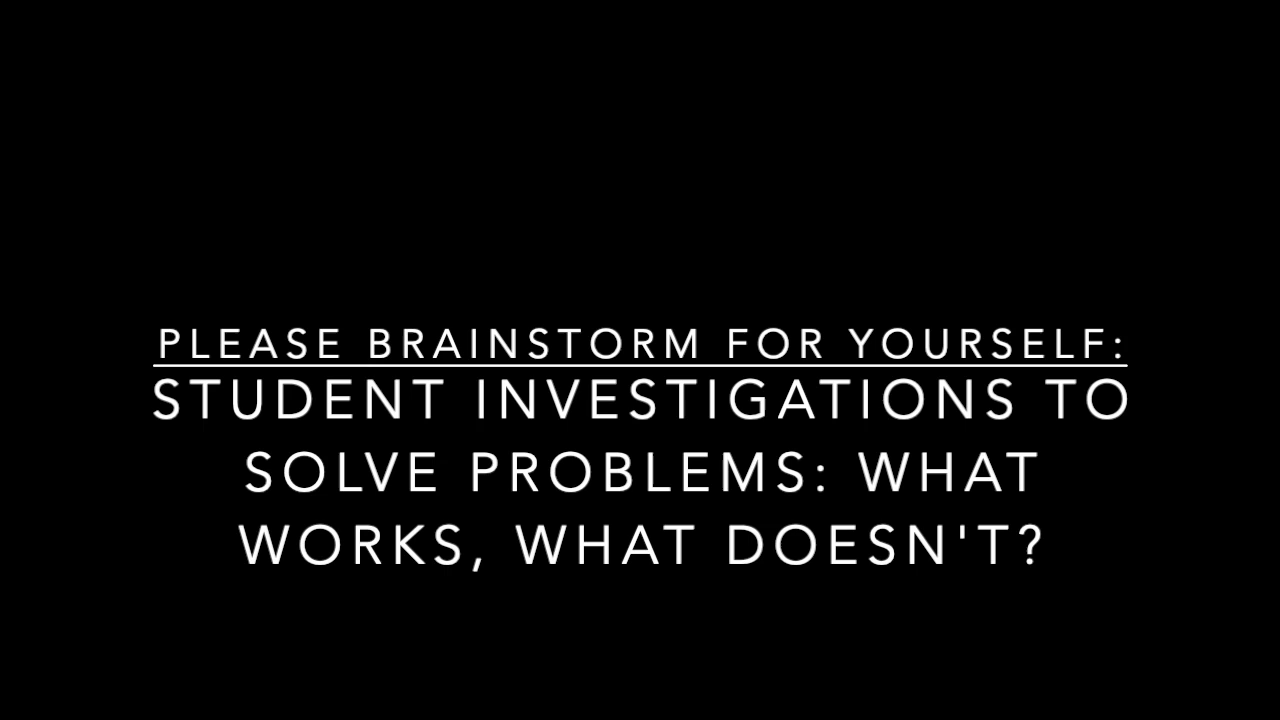 PLEASE BRAINSTORM FOR YOURSELF:
STUDENT INVESTIGATIONS TO
SOLVE PROBLEMS: WHAT
WORKS, WHAT DOESN'T?